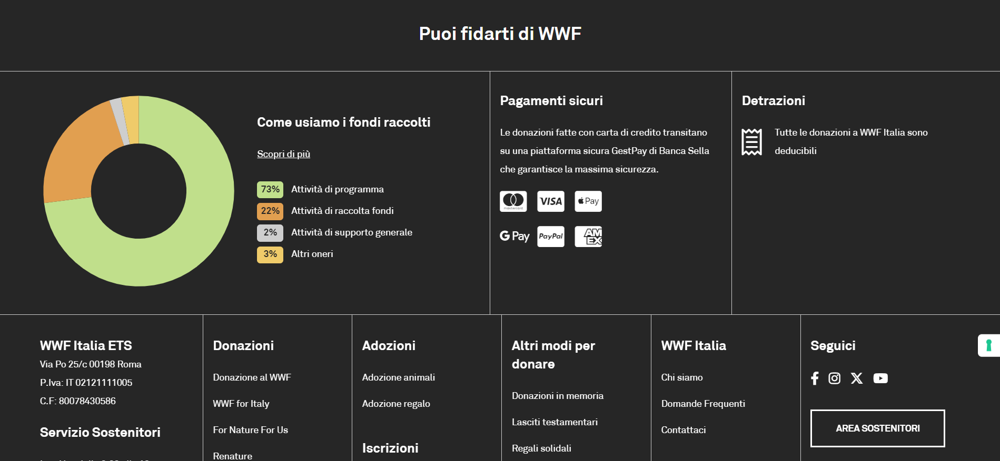 Puoi fidarti di WWF
Come usiamo i fondi raccolti
Scopri di più
73% Attività di programma
22% Attività di raccolta fondi
2% Attività di supporto generale
3% Altri oneri
Pagamenti sicuri
Le donazioni fatte con carta di credito transitano
su una piattaforma sicura GestPay di Banca Sella
che garantisce la massima sicurezza.
mastercard VISA Pay
G Pay PayPal AM
EX
Detrazioni
Tutte le donazioni a WWF Italia sono
deducibili
WWF Italia ETS
Via Po 25/c 00198 Roma
P.Iva: IT 02121111005
C.F: 80078430586
Servizio Sostenitori
Donazioni
Donazione al WWF
WWF for Italy
For Nature For Us
Renature
Adozioni
Adozione animali
Adozione regalo
Iscrizioni
Altri modi per
donare
Donazioni in memoria
Lasciti testamentari
Regali solidali
WWF Italia
Chi siamo
Domande Frequenti
Contattaci
Seguici
AREA SOSTENITORI